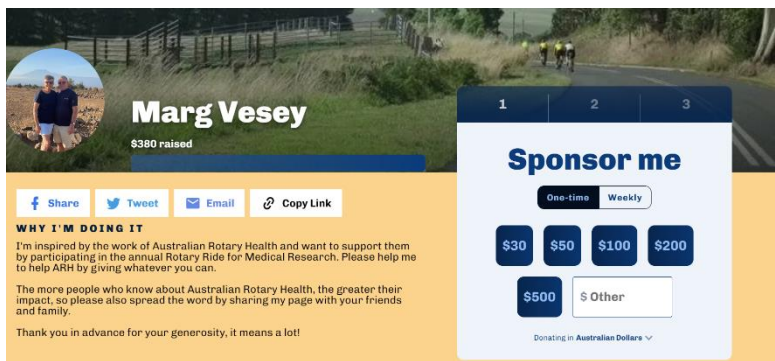 Marg Vesey
$380 raised
Share
Tweet
Email
Copy Link
WHY I'M DOING IT
I'm inspired by the work of Australian Rotary Health and want to support them
by participating in the annual Rotary Ride for Medical Research. Please help me
to help ARH by giving whatever you can.
The more people who know about Australian Rotary Health, the greater their
impact, so please also spread the word by sharing my page with your friends
and family.
Thank you in advance for your generosity, it means a lot!
1 2 3
Sponsor me
One-time Weekly
$30 $50 $100 $200
$500 $ Other
Donating in Australian Dollars